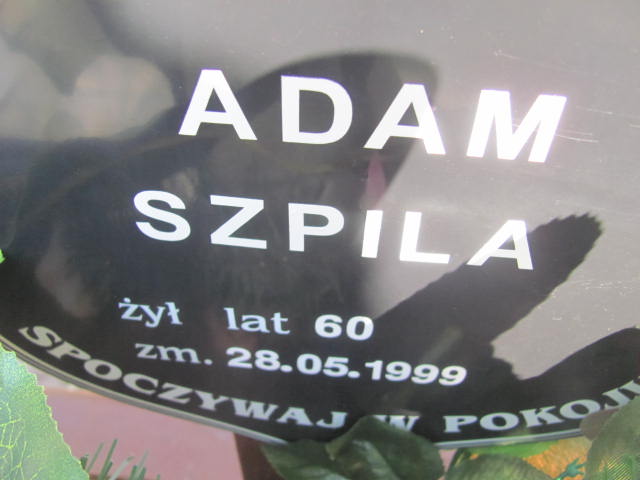 ADAM
SZPILA
żył lat 60
zm. 28.05.1999
SPOCZYWAJ W POKOJU